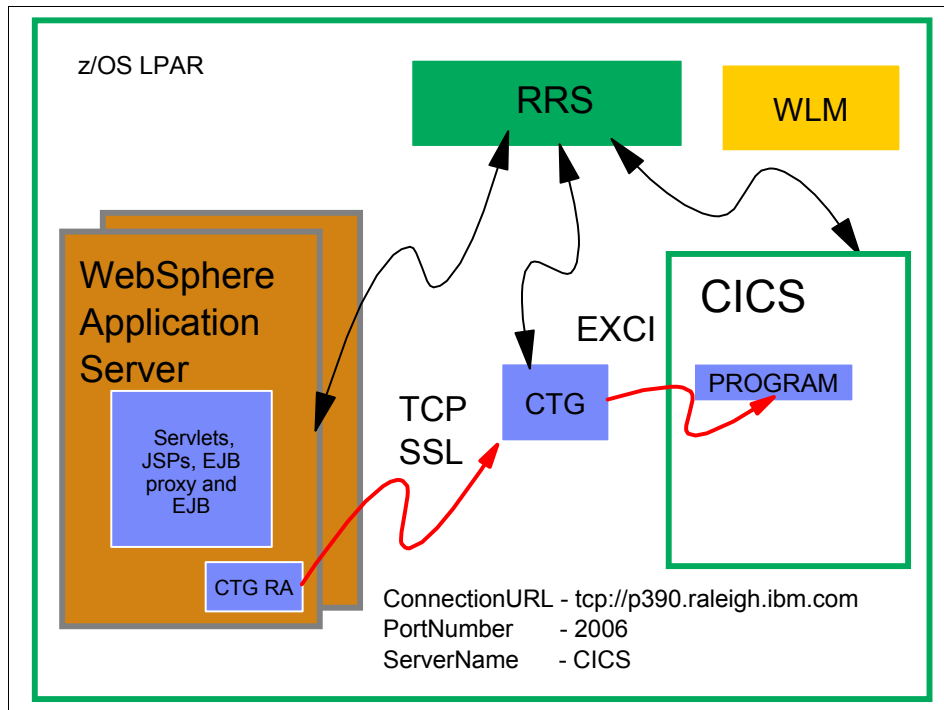 z/OS LPAR
RRS
WLM
WebSphere
Application
Server
Servlets,
JSPs, EJB
proxy and
EJB
CTG RA
TCP
SSL
CTG
EXCI
CICS
PROGRAM
ConnectionURL - tcp://p390.raleigh.ibm.com
PortNumber - 2006
ServerName - CICS